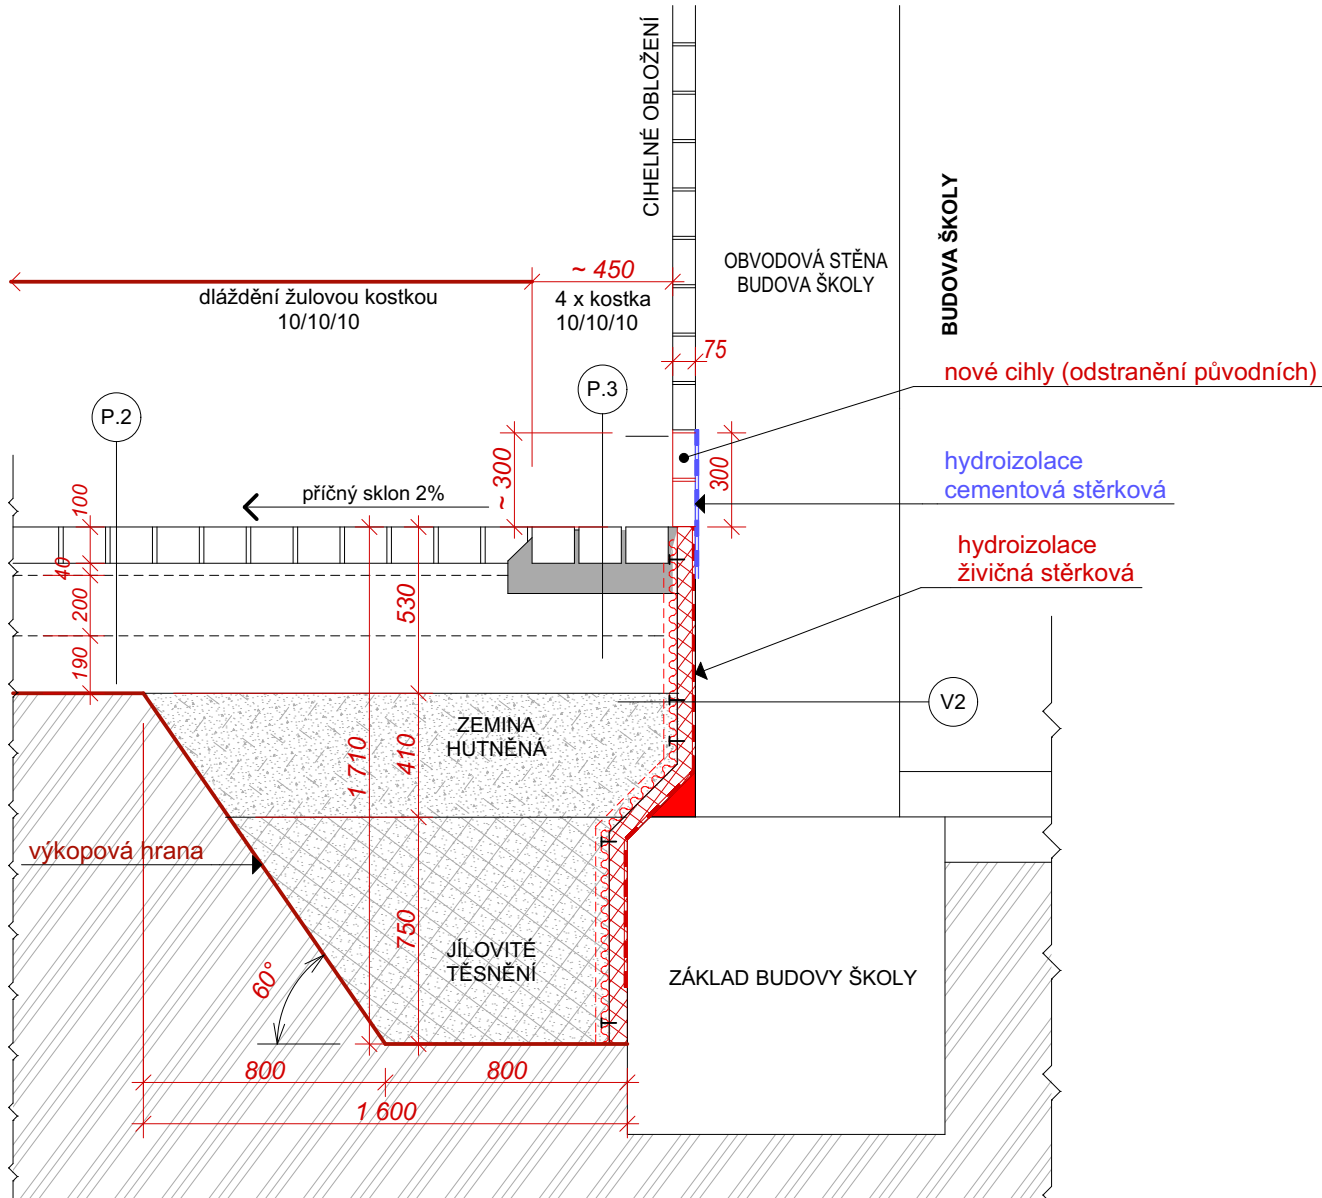 CIHELNÉ OBLOŽENÍ
OBVODOVÁ STĚNA
BUDOVA ŠKOLY
BUDOVA ŠKOLY
~ 450
dláždění žulovou kostkou
10/10/10
4 x kostka
10/10/10
75
nové cihly (odstranění původních)
P.2
P.3
~ 300
300
hydroizolace
cementová stěrková
příčný sklon 2%
hydroizolace
živičná stěrková
100
40
200
190
530
1 710
410
750
ZEMINA
HUTNĚNÁ
V2
výkopová hrana
JÍLOVITÉ
TĚSNĚNÍ
60°
ZÁKLAD BUDOVY ŠKOLY
800
800
1 600